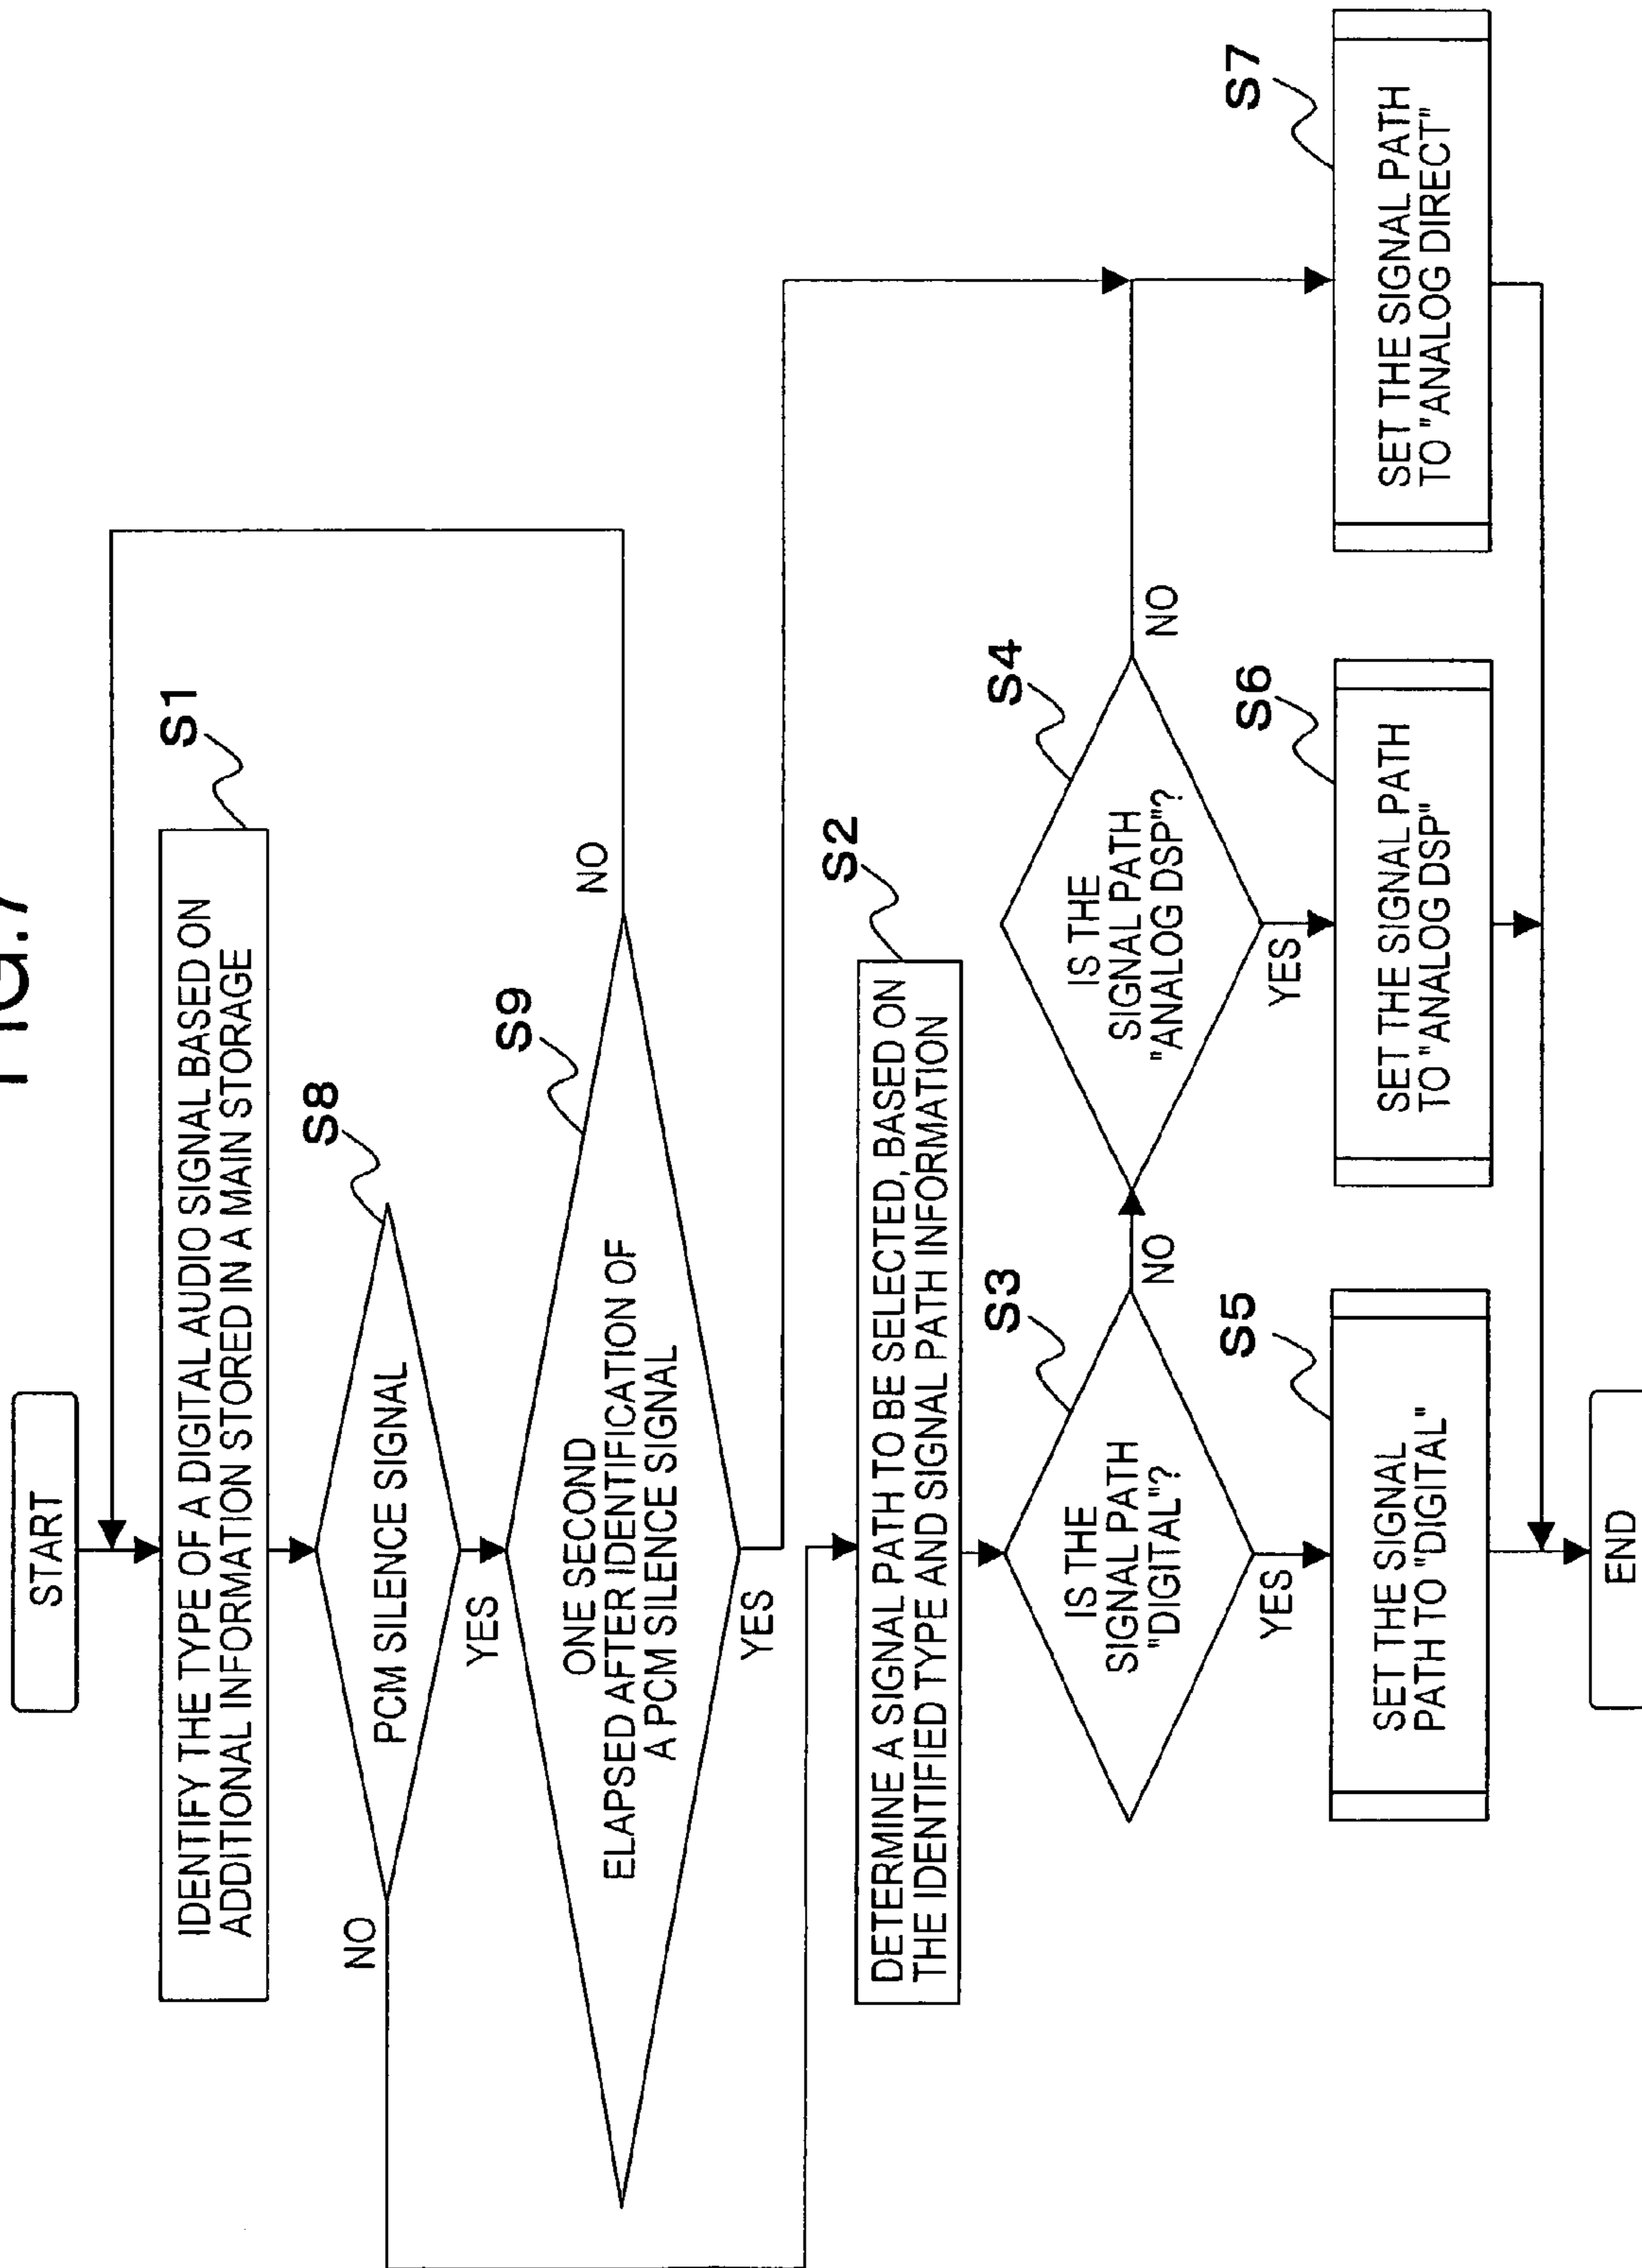 FIG.7
START
IDENTIFY THE TYPE OF A DIGITAL AUDIO SIGNAL BASED ON
ADDITIONAL INFORMATION STORED IN A MAIN STORAGE
S1
PCM SILENCE SIGNAL
S8
NO
YES
ONE SECOND
ELAPSED AFTER IDENTIFICATION OF
A PCM SILENCE SIGNAL
S9
NO
YES
DETERMINE A SIGNAL PATH TO BE SELECTED, BASED ON
THE IDENTIFIED TYPE AND SIGNAL PATH INFORMATION
S2
IS THE
SIGNAL PATH
"DIGITAL"?
S3
NO
YES
IS THE
SIGNAL PATH
"ANALOG DSP"?
S4
NO
YES
SET THE SIGNAL
PATH TO "DIGITAL"
S5
SET THE SIGNAL PATH
TO "ANALOG DSP"
S6
SET THE SIGNAL PATH
TO "ANALOG DIRECT"
S7
END